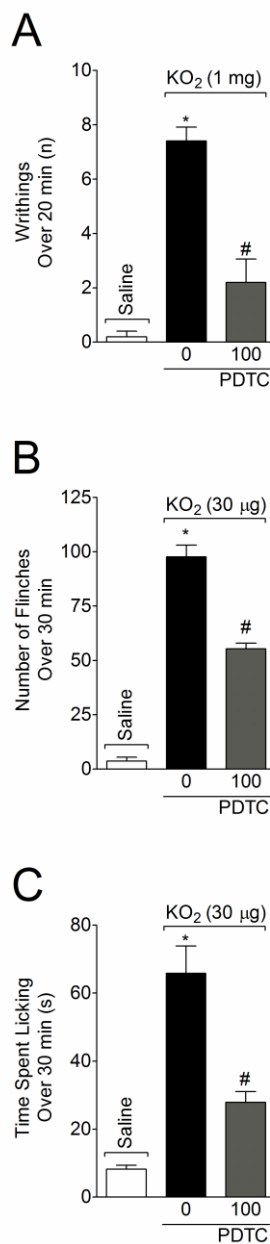 A
KO₂ (1 mg)
Writhings
Over 20 min (n)
10
8
6
4
2
0
Saline
*
#
0 100
PDTC
B
KO₂ (30 µg)
Number of Flinches
Over 30 min
125
100
75
50
25
0
Saline
*
#
0 100
PDTC
C
KO₂ (30 µg)
Time Spent Licking
Over 30 min (s)
80
60
40
20
0
Saline
*
#
0 100
PDTC